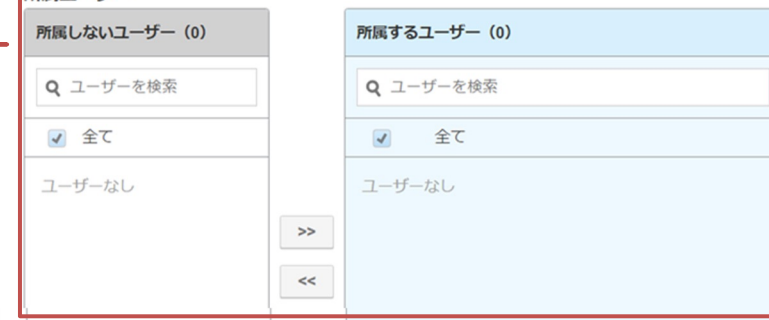 所属しないユーザー（0）
所属するユーザー（0）
ユーザーを検索
ユーザーを検索
全て
全て
ユーザーなし
ユーザーなし
>>
<<